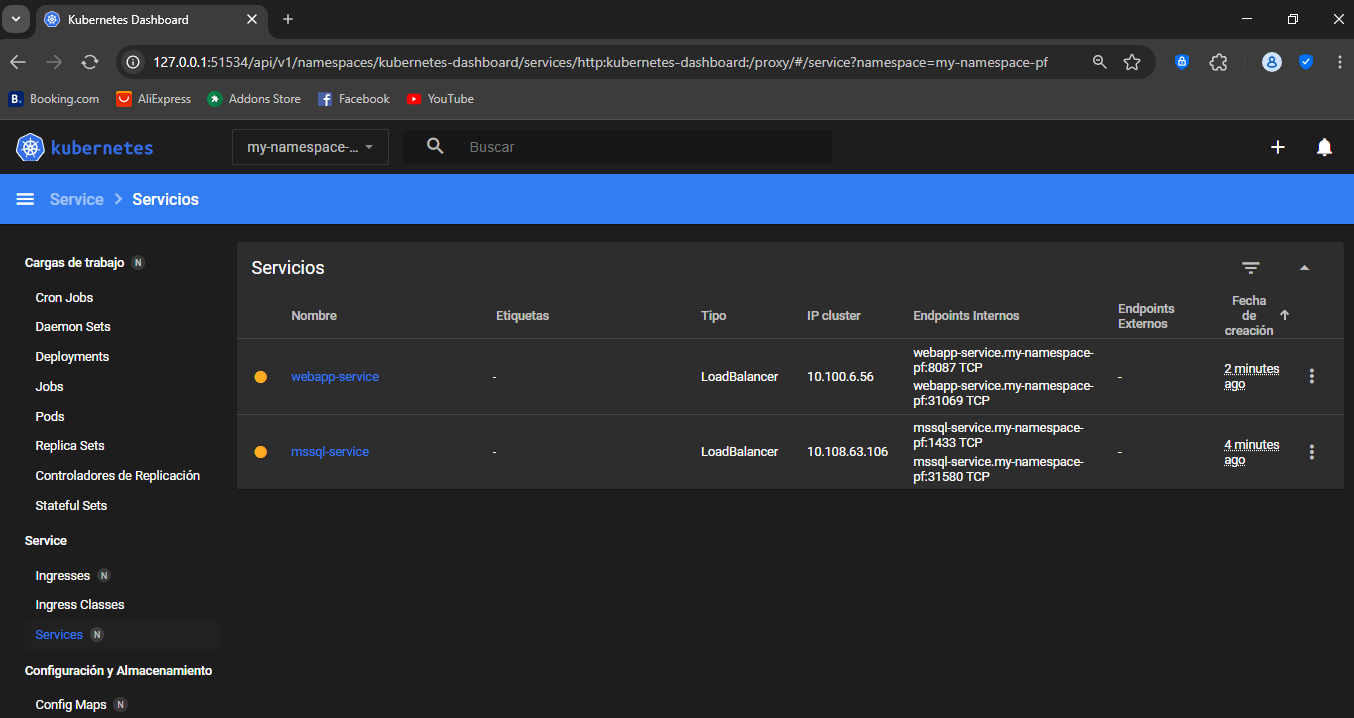 Kubernetes Dashboard
127.0.0.1:51534/api/v1/namespaces/kubernetes-dashboard/services/http:kubernetes-dashboard:/proxy/#/service?namespace=my-namespace-pf
B. Booking.com
AliExpress
Addons Store
Facebook
YouTube
kubernetes
my-namespace-...
Buscar
Service > Servicios
Cargas de trabajo N
Cron Jobs
Daemon Sets
Deployments
Jobs
Pods
Replica Sets
Controladores de Replicación
Stateful Sets
Service
Ingresses N
Ingress Classes
Services N
Configuración y Almacenamiento
Config Maps N
Servicios
Nombre
Etiquetas
Tipo
IP cluster
Endpoints Internos
Endpoints
Externos
Fecha
de
creación
webapp-service
-
LoadBalancer
10.100.6.56
webapp-service.my-namespace-
pf:8087 TCP
webapp-service.my-namespace-
pf:31069 TCP
-
2 minutes
ago
mssql-service
-
LoadBalancer
10.108.63.106
mssql-service.my-namespace-
pf:1433 TCP
mssql-service.my-namespace-
pf:31580 TCP
-
4 minutes
ago